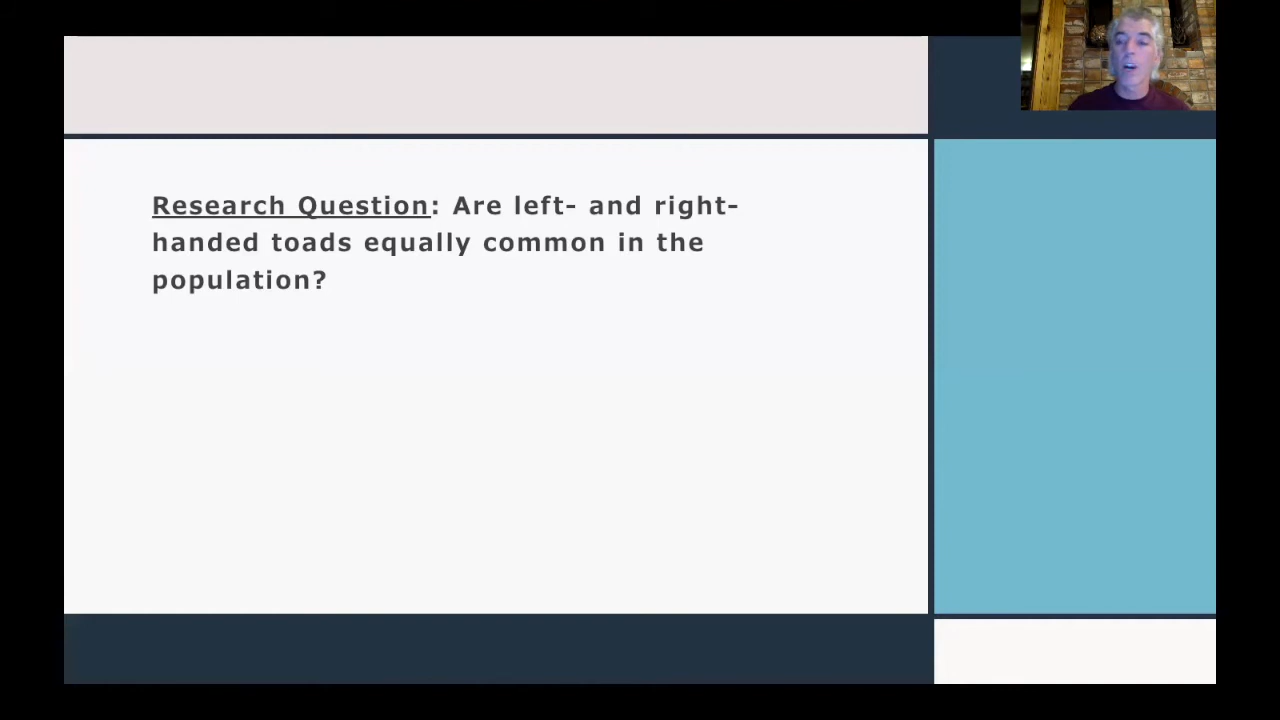 Research Question: Are left- and right-
handed toads equally common in the
population?